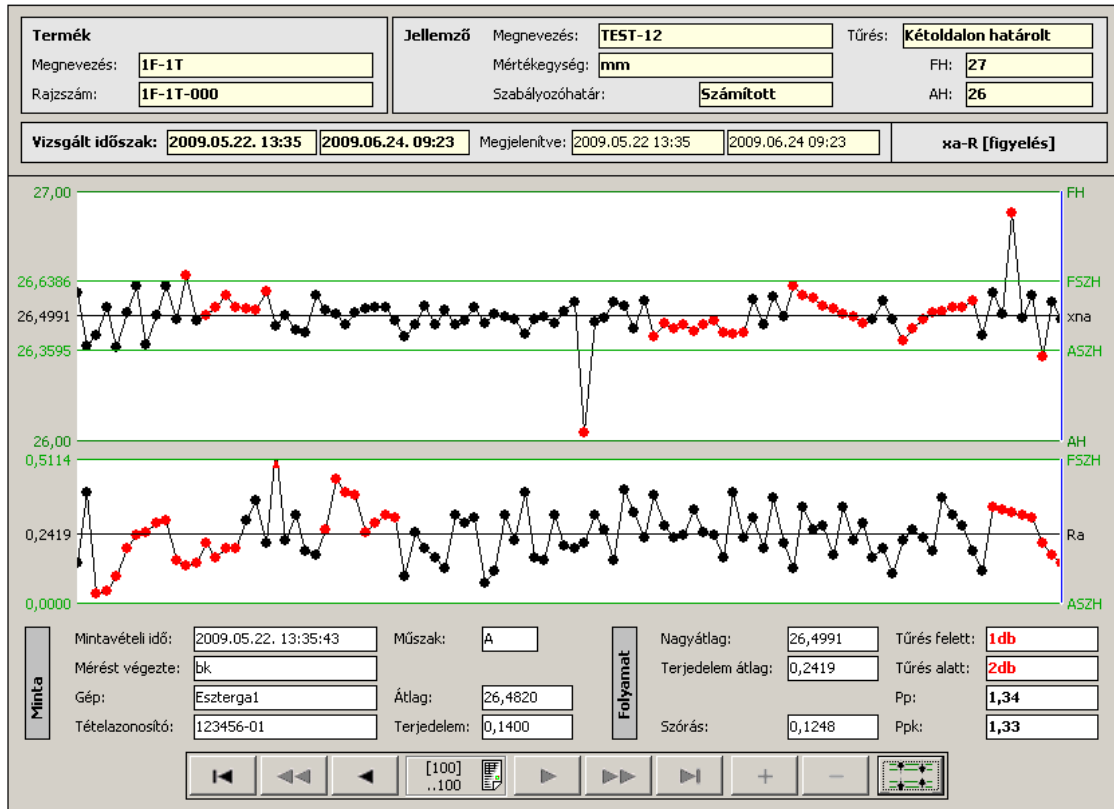 Termék
Megnevezés: 1F-1T
Rajzszám: 1F-1T-000
Jellemző Megnevezés: TEST-12 Tűrés: Kétoldalon határolt
Mértékegység: mm FH: 27
Szabályozóhatár: Számított AH: 26
Vizsgált időszak: 2009.05.22. 13:35 2009.06.24. 09:23 Megjelenítve: 2009.05.22 13:35 2009.06.24 09:23 xa-R [figyelés]
27,00 FH
26,6386 FSZH
26,4991 xna
26,3595 ASZH
26,00 AH
0,5114 FSZH
0,2419 Ra
0,0000 ASZH
Minta
Mintavételi idő: 2009.05.22. 13:35:43 Műszak: A
Mérést végezte: bk
Gép: Eszterga1 Átlag: 26,4820
Tételazonosító: 123456-01 Terjedelem: 0,1400
Folyamat
Nagyátlag: 26,4991 Tűrés felett: 1db
Terjedelem átlag: 0,2419 Tűrés alatt: 2db
Pp: 1,34
Szórás: 0,1248 Ppk: 1,33
[100]
..100